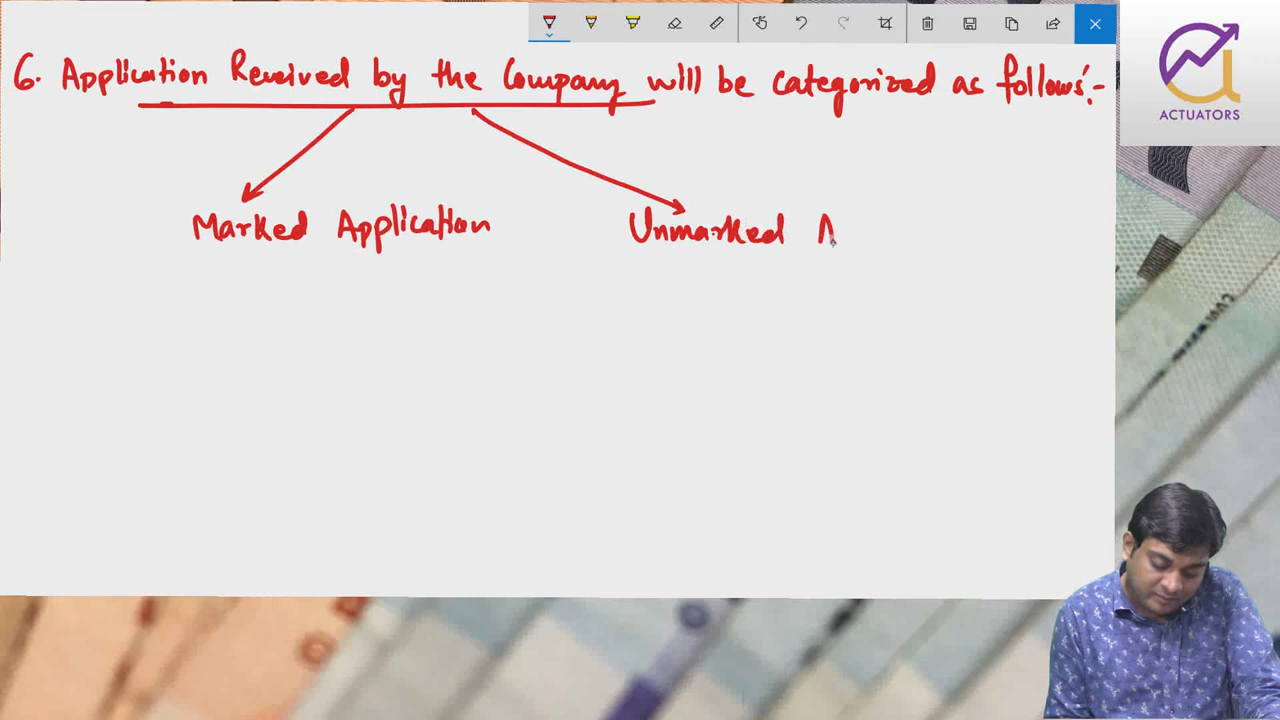 6. Application Received by the Company will be categorized as follows:-
Marked Application
Unmarked A
ACTUATORS